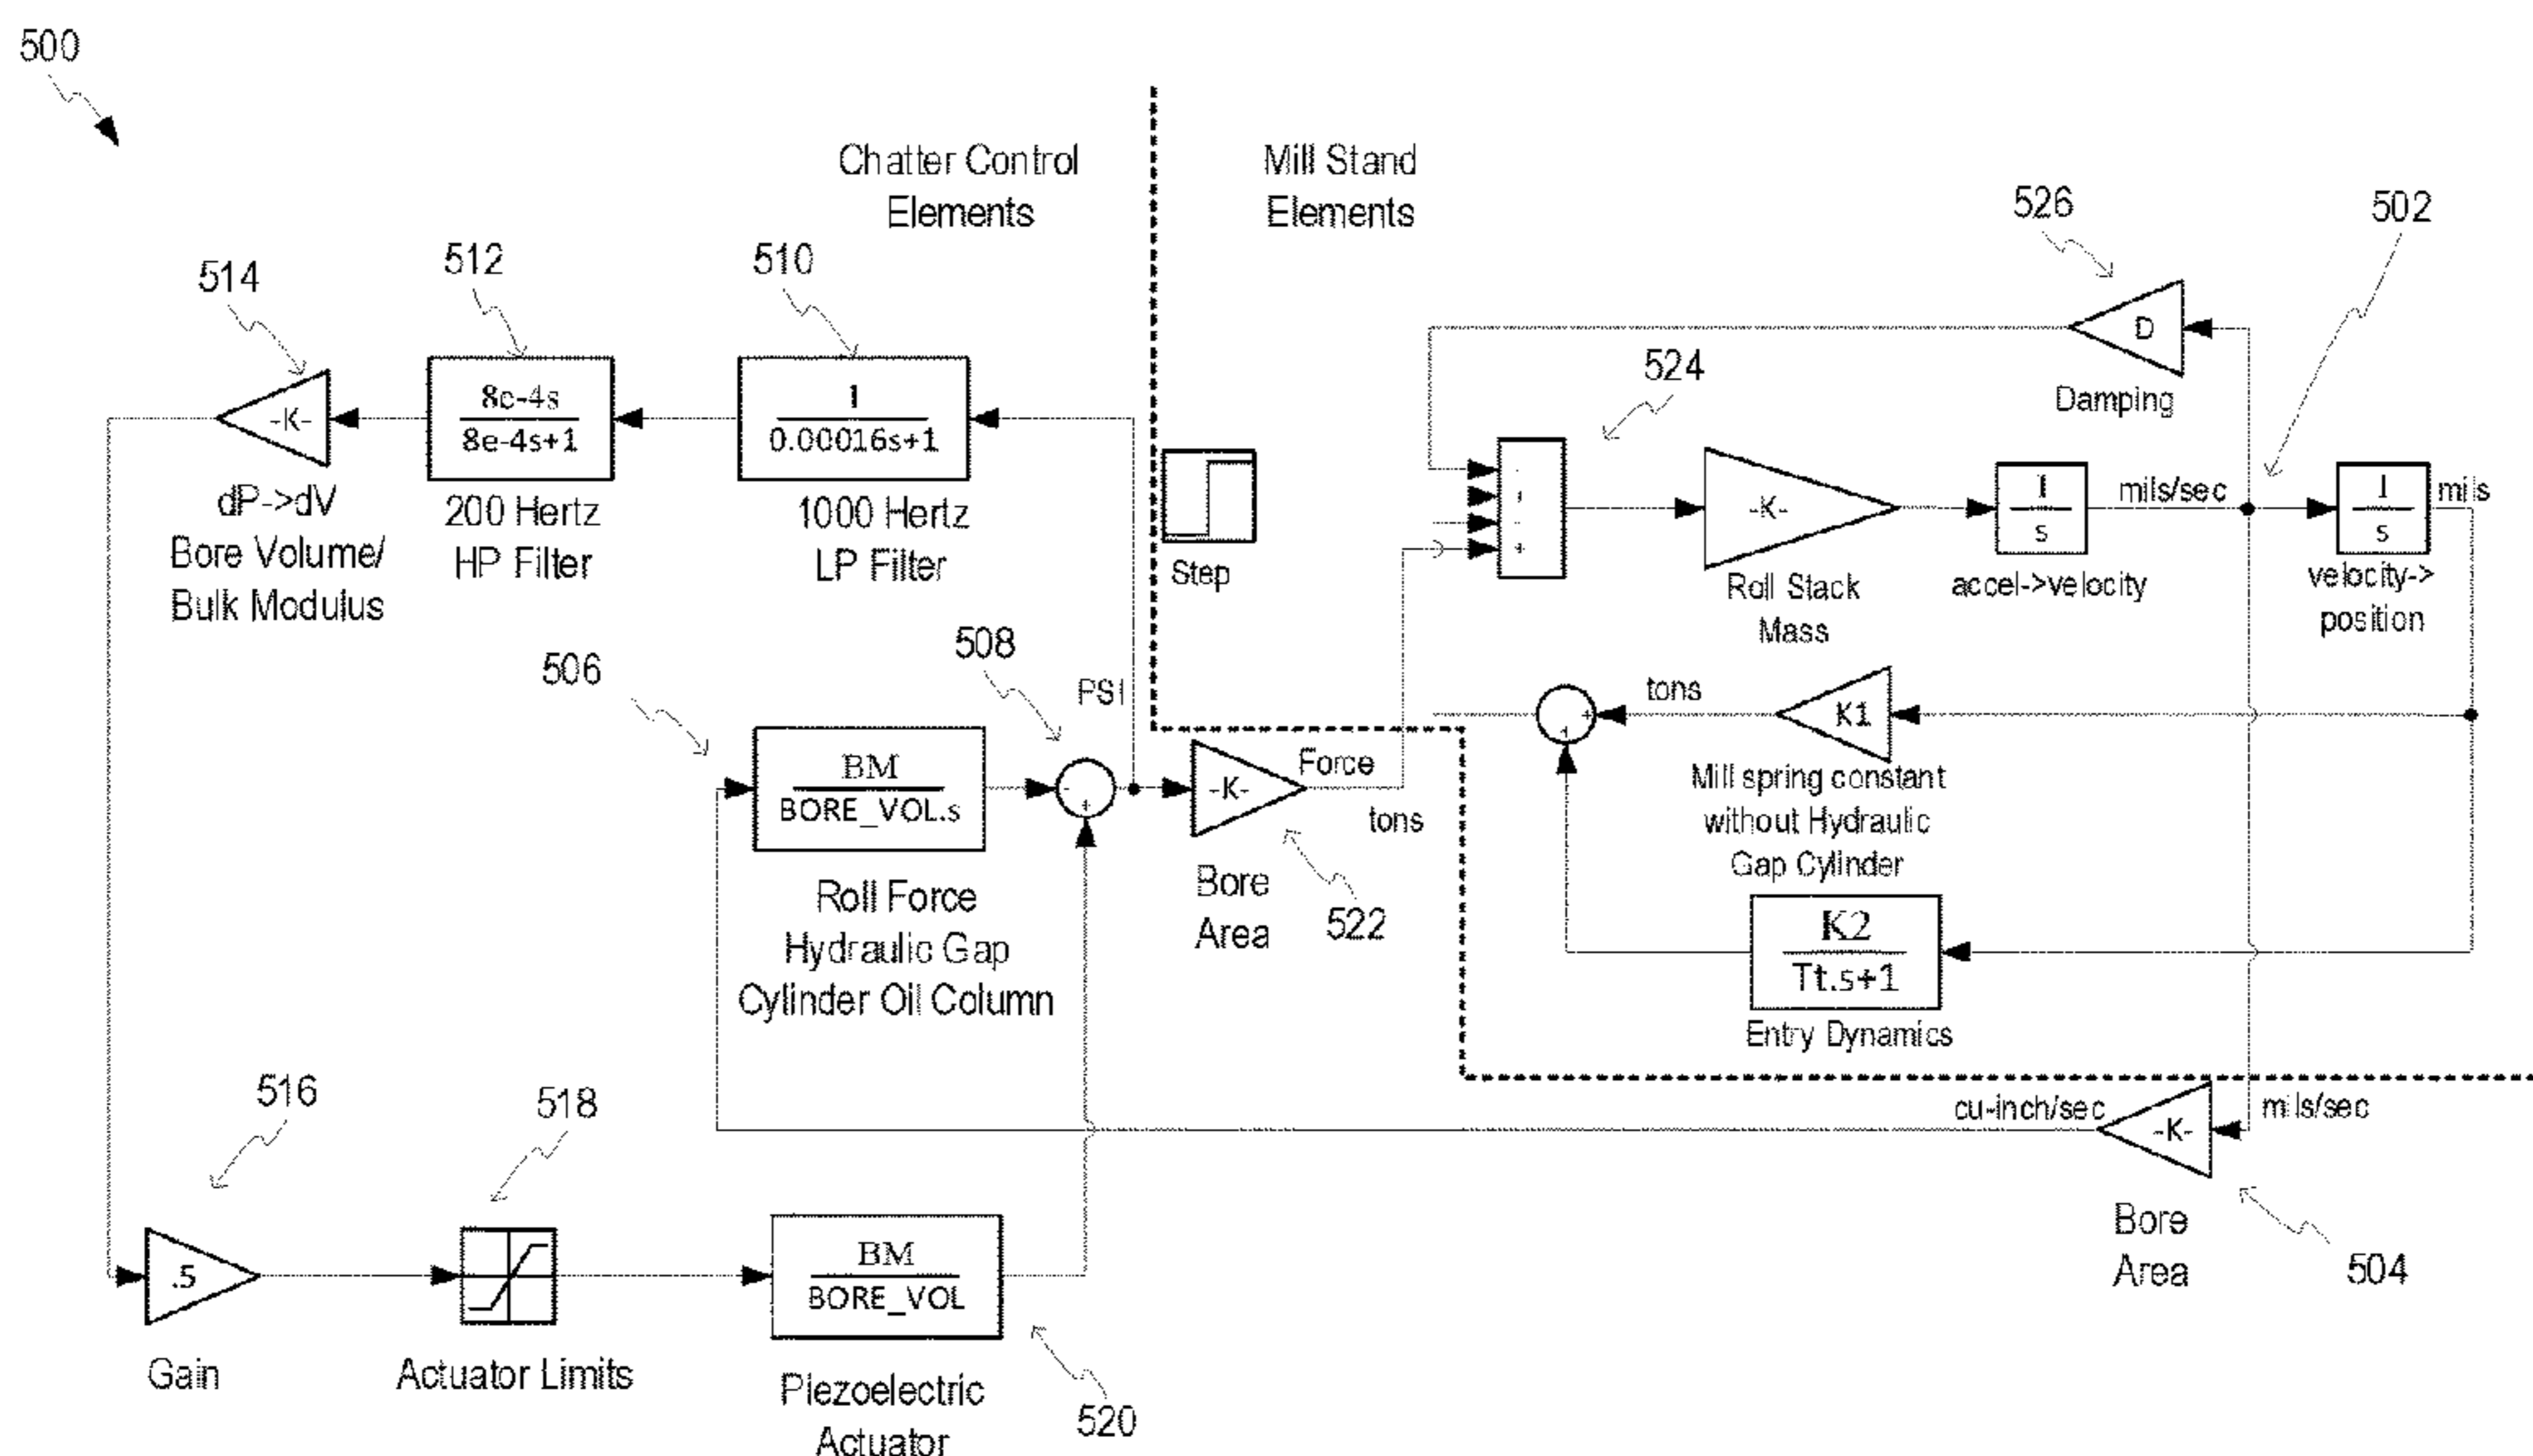 500
Chatter Control
Elements
Mill Stand
Elements
526
502
514
512
510
524
D
Damping
-K-
8e-4s
8e-4s+1
1
0.00016s+1
dP->dV
Bore Volume/
Bulk Modulus
200 Hertz
HP Filter
1000 Hertz
LP Filter
Step
-K-
Roll Stack
Mass
1
s
accel->velocity
mils/sec
1
s
mils
velocity->
position
506
508
PSI
BM
BORE_VOL.s
-
+
Roll Force
Hydraulic Gap
Cylinder Oil Column
-K-
Force
tons
Bore
Area
522
tons
K1
+
Mill spring constant
without Hydraulic
Gap Cylinder
K2
Tt.s+1
Entry Dynamics
516
518
cu-inch/sec
-K-
mils/sec
Bore
Area
504
.5
Gain
Actuator Limits
BM
BORE_VOL
Piezoelectric
Actuator
520